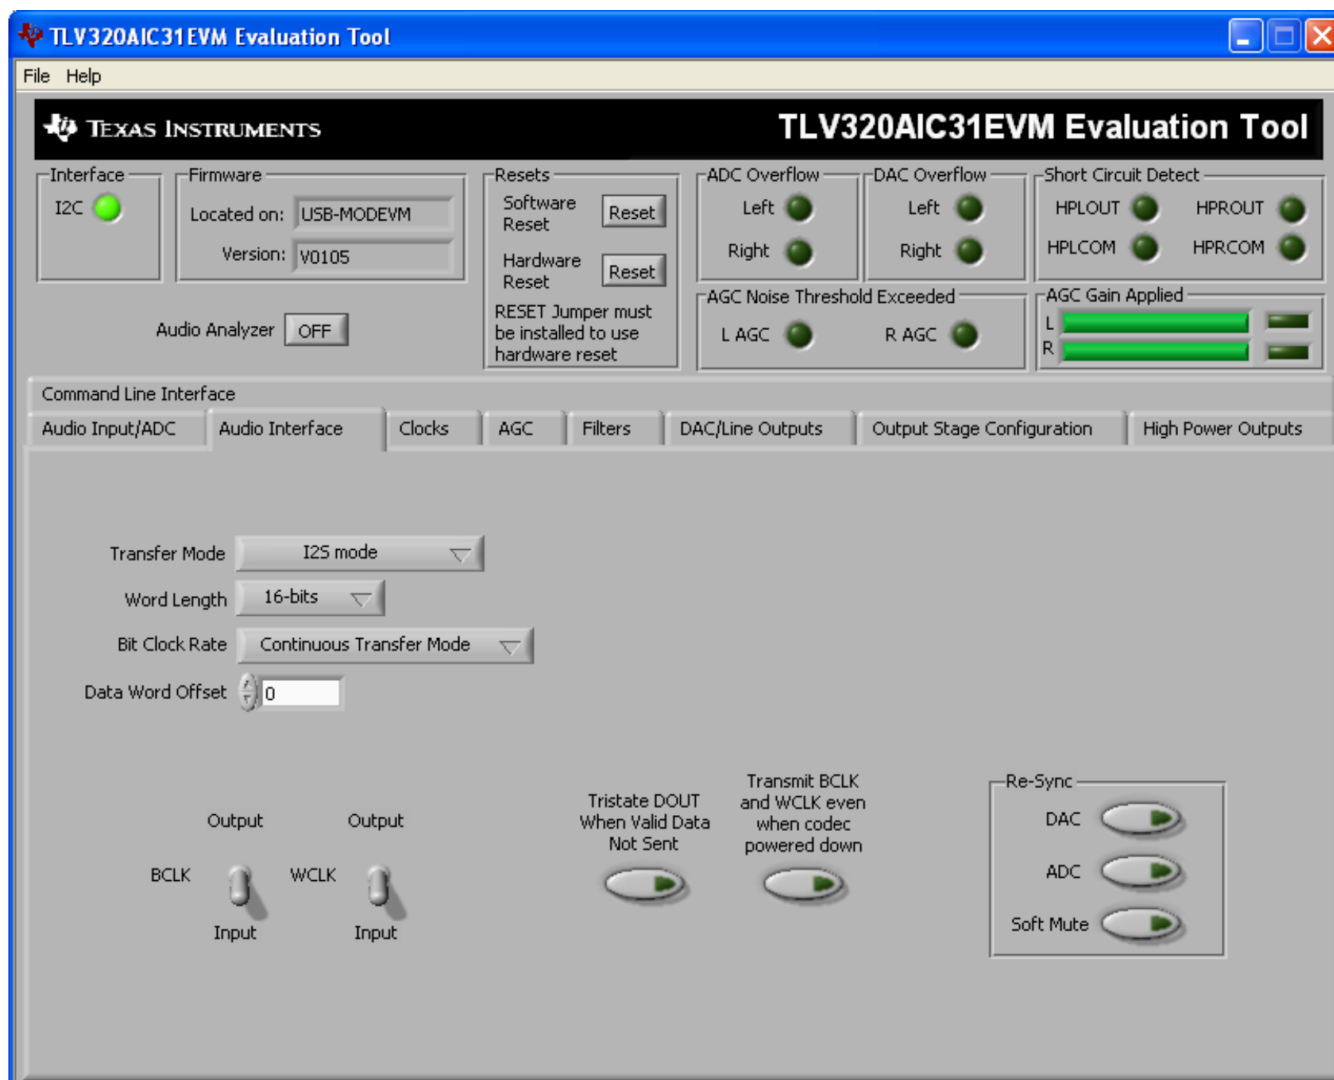 TLV320AIC31EVM Evaluation Tool
File Help
TEXAS INSTRUMENTS
TLV320AIC31EVM Evaluation Tool
Interface
I2C
Firmware
Located on: USB-MODEVM
Version: V0105
Audio Analyzer OFF
Resets
Software
Reset
Reset
Hardware
Reset
Reset
RESET Jumper must
be installed to use
hardware reset
ADC Overflow
Left
Right
DAC Overflow
Left
Right
Short Circuit Detect
HPLOUT HPROUT
HPLCOM HPRCOM
AGC Noise Threshold Exceeded
L AGC R AGC
AGC Gain Applied
L
R
Command Line Interface
Audio Input/ADC Audio Interface Clocks AGC Filters DAC/Line Outputs Output Stage Configuration High Power Outputs
Transfer Mode I2S mode
Word Length 16-bits
Bit Clock Rate Continuous Transfer Mode
Data Word Offset 0
Output Output
BCLK WCLK
Input Input
Tristate DOUT
When Valid Data
Not Sent
Transmit BCLK
and WCLK even
when codec
powered down
Re-Sync
DAC
ADC
Soft Mute